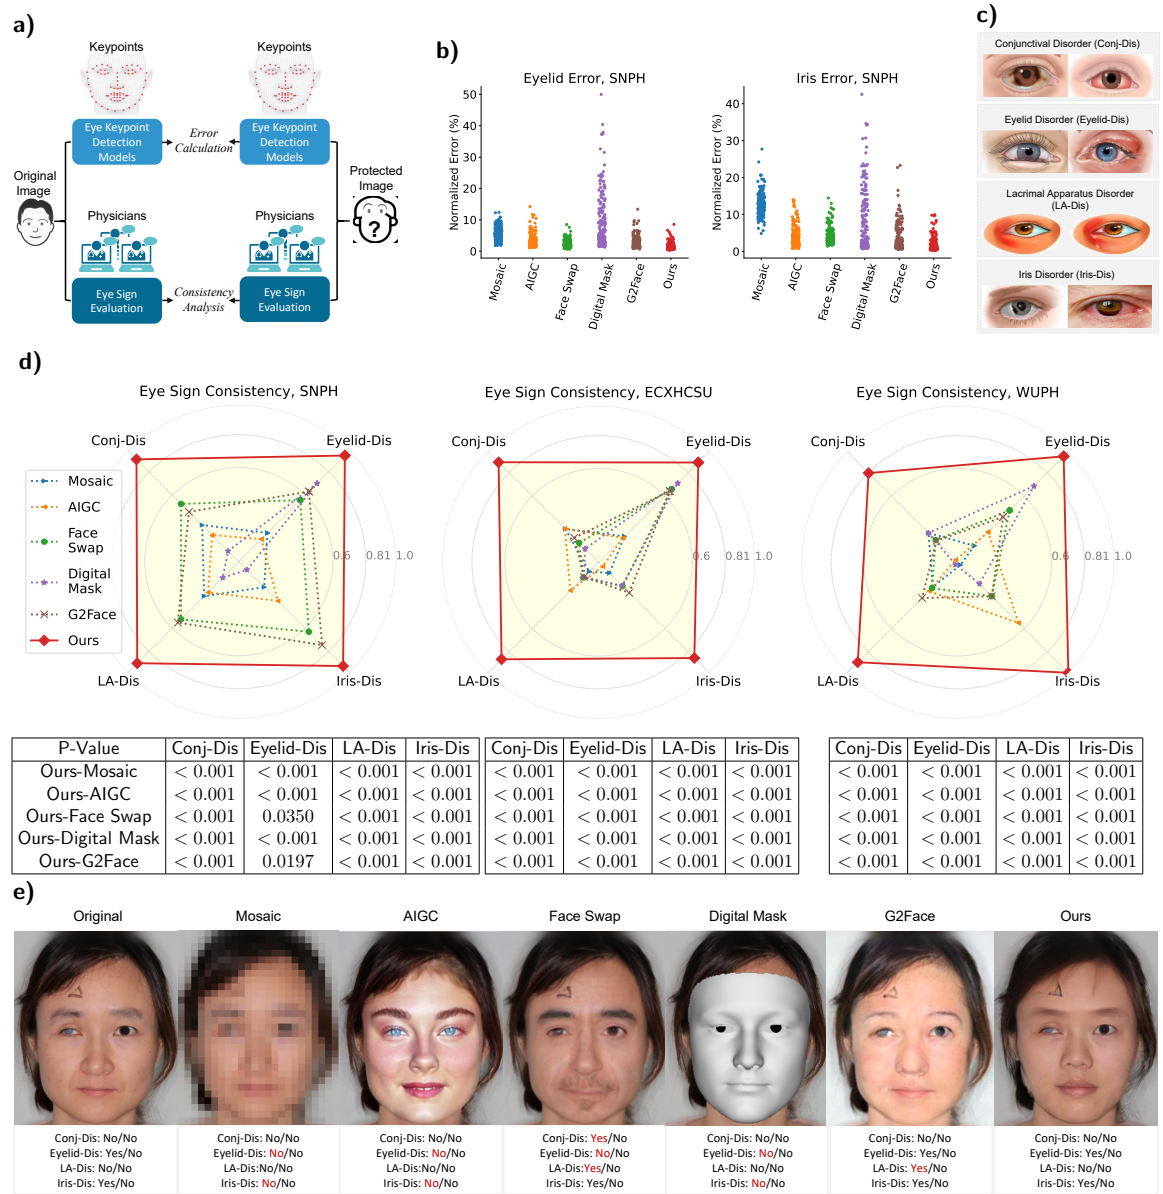 a)
Keypoints
Keypoints
Eye Keypoint
Detection
Models
Error
Calculation
Eye Keypoint
Detection
Models
Original
Image
Protected
Image
?
Physicians
Physicians
Eye Sign
Evaluation
Consistency
Analysis
Eye Sign
Evaluation
b)
Eyelid Error, SNPH
Normalized Error (%)
50
40
30
20
10
0
Mosaic
AIGC
Face Swap
Digital Mask
G2Face
Ours
Iris Error, SNPH
Normalized Error (%)
40
30
20
10
0
Mosaic
AIGC
Face Swap
Digital Mask
G2Face
Ours
c)
Conjunctival Disorder (Conj-Dis)
Eyelid Disorder (Eyelid-Dis)
Lacrimal Apparatus Disorder
(LA-Dis)
Iris Disorder (Iris-Dis)
d)
Eye Sign Consistency, SNPH
Conj-Dis
Eyelid-Dis
0.6 0.81 1.0
LA-Dis
Iris-Dis
Mosaic
AIGC
Face
Swap
Digital
Mask
G2Face
Ours
Eye Sign Consistency, ECXHCSU
Conj-Dis
Eyelid-Dis
0.6 0.81 1.0
LA-Dis
Iris-Dis
Eye Sign Consistency, WUPH
Conj-Dis
Eyelid-Dis
0.6 0.81 1.0
LA-Dis
Iris-Dis
P-Value Conj-Dis Eyelid-Dis LA-Dis Iris-Dis Conj-Dis Eyelid-Dis LA-Dis Iris-Dis Conj-Dis Eyelid-Dis LA-Dis Iris-Dis
Ours-Mosaic < 0.001 < 0.001 < 0.001 < 0.001 < 0.001 < 0.001 < 0.001 < 0.001 < 0.001 < 0.001 < 0.001 < 0.001
Ours-AIGC < 0.001 < 0.001 < 0.001 < 0.001 < 0.001 < 0.001 < 0.001 < 0.001 < 0.001 < 0.001 < 0.001 < 0.001
Ours-Face Swap < 0.001 0.0350 < 0.001 < 0.001 < 0.001 < 0.001 < 0.001 < 0.001 < 0.001 < 0.001 < 0.001 < 0.001
Ours-Digital Mask < 0.001 < 0.001 < 0.001 < 0.001 < 0.001 < 0.001 < 0.001 < 0.001 < 0.001 < 0.001 < 0.001 < 0.001
Ours-G2Face < 0.001 0.0197 < 0.001 < 0.001 < 0.001 < 0.001 < 0.001 < 0.001 < 0.001 < 0.001 < 0.001 < 0.001
e)
Original
Mosaic
AIGC
Face Swap
Digital Mask
G2Face
Ours
Conj-Dis: No/No
Eyelid-Dis: Yes/No
LA-Dis: No/No
Iris-Dis: Yes/No
Conj-Dis: No/No
Eyelid-Dis: No/No
LA-Dis:No/No
Iris-Dis: No/No
Conj-Dis: No/No
Eyelid-Dis: No/No
LA-Dis:No/No
Iris-Dis: No/No
Conj-Dis: Yes/No
Eyelid-Dis: No/No
LA-Dis:Yes/No
Iris-Dis: Yes/No
Conj-Dis: No/No
Eyelid-Dis: No/No
LA-Dis: No/No
Iris-Dis: No/No
Conj-Dis: No/No
Eyelid-Dis: Yes/No
LA-Dis: Yes/No
Iris-Dis: Yes/No
Conj-Dis: No/No
Eyelid-Dis: Yes/No
LA-Dis: No/No
Iris-Dis: Yes/No